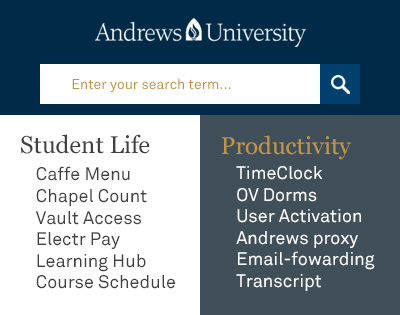 Andrews University
Enter your search term...
Student Life
Caffe Menu
Chapel Count
Vault Access
Electr Pay
Learning Hub
Course Schedule
Productivity
TimeClock
OV Dorms
User Activation
Andrews proxy
Email-fowarding
Transcript